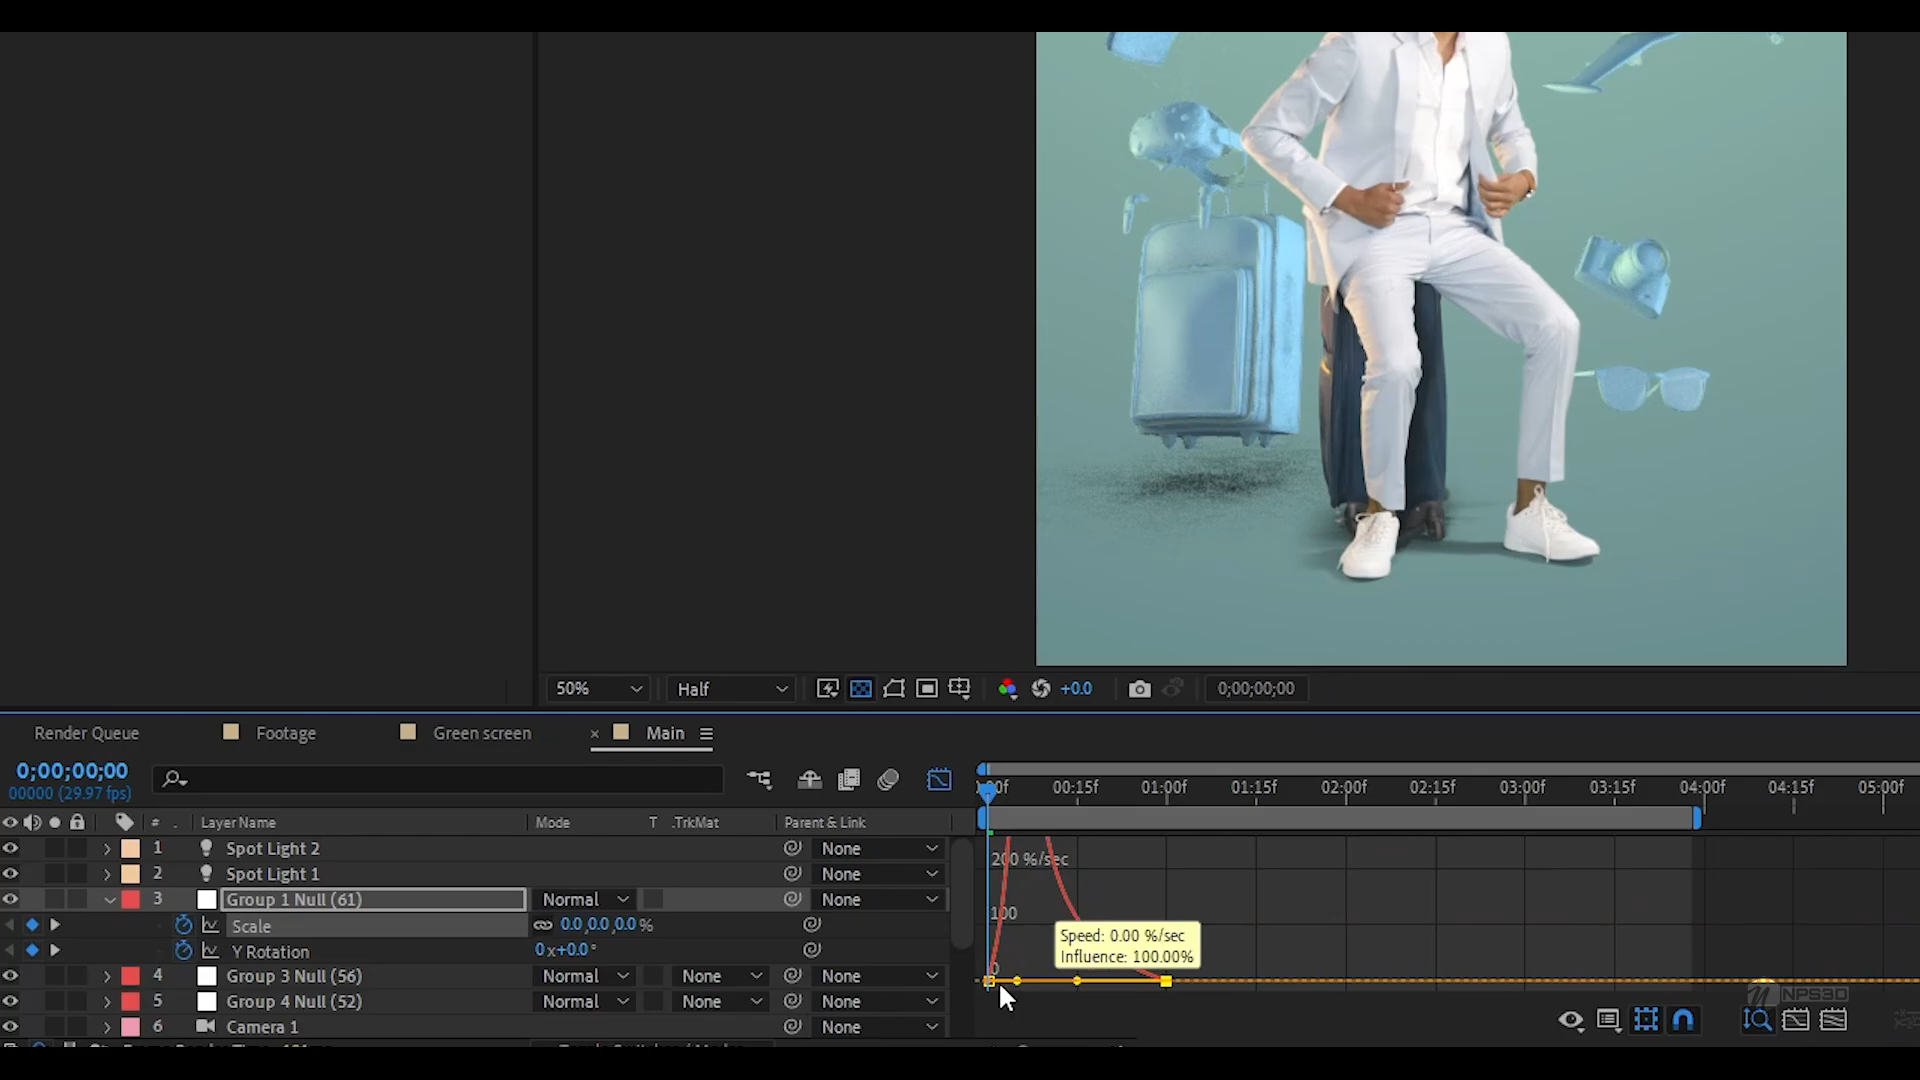 50%
Half
+0.0
0;00;00;00
Render Queue
Footage
Green screen
× Main
0;00;00;00
00000 (29.97 fps)
00:15f 01:00f 01:15f 02:00f 02:15f 03:00f 03:15f 04:00f 04:15f 05:00f
# . Layer Name Mode T .TrkMat Parent & Link
1 Spot Light 2 None
2 Spot Light 1 None
3 Group 1 Null (61) Normal None
Scale 0.0,0.0,0.0 %
Y Rotation 0x+0.0°
4 Group 3 Null (56) Normal None None
5 Group 4 Null (52) Normal None None
6 Camera 1 None
200 %/sec
100
0
Speed: 0.00 %/sec
Influence: 100.00%
NPS3D